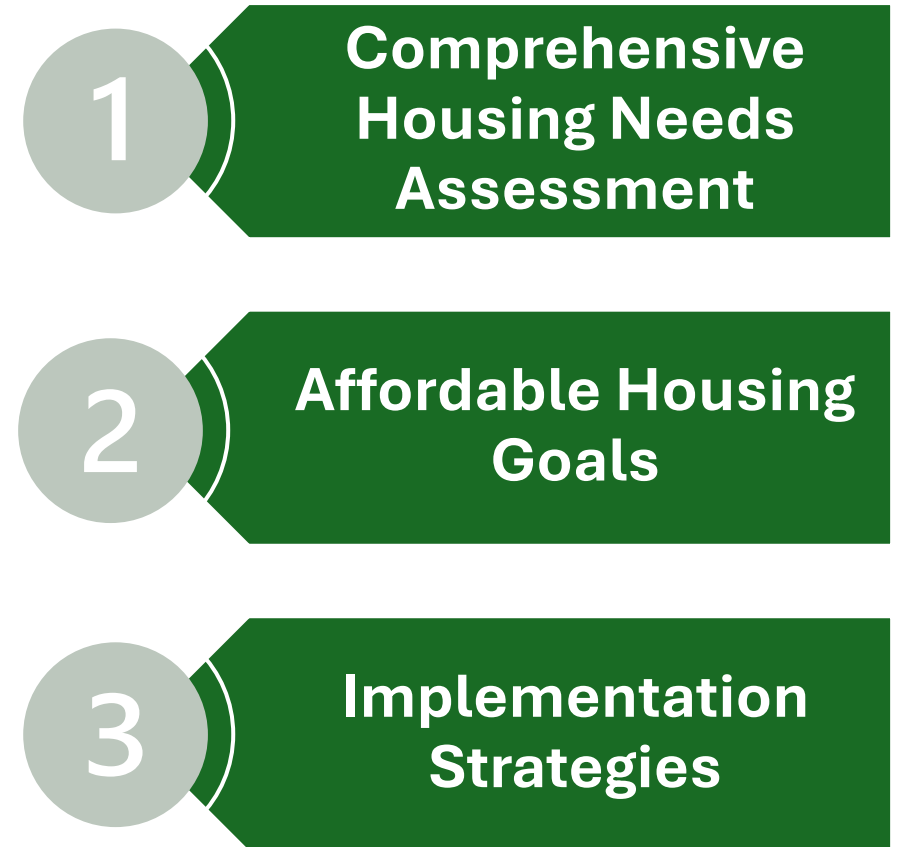 1
Comprehensive
Housing Needs
Assessment
2
Affordable Housing
Goals
3
Implementation
Strategies